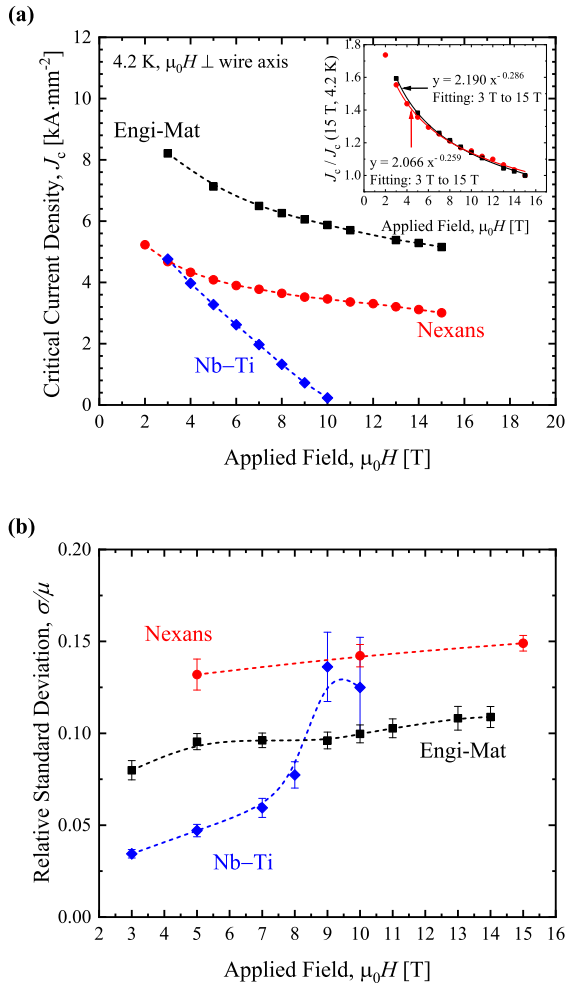 (a)
4.2 K, μ₀H ⊥ wire axis
Engi-Mat
Nexans
Nb–Ti
Critical Current Density, Jc [kA·mm⁻²]
12
10
8
6
4
2
0
0 2 4 6 8 10 12 14 16 18 20
Applied Field, μ₀H [T]
Jc / Jc (15 T, 4.2 K)
1.8
1.6
1.4
1.2
1.0
y = 2.190 x^-0.286
Fitting: 3 T to 15 T
y = 2.066 x^-0.259
Fitting: 3 T to 15 T
0 2 4 6 8 10 12 14 16
Applied Field, μ₀H [T]
(b)
Relative Standard Deviation, σ/μ
0.20
0.15
0.10
0.05
0.00
Nexans
Engi-Mat
Nb–Ti
2 3 4 5 6 7 8 9 10 11 12 13 14 15 16
Applied Field, μ₀H [T]